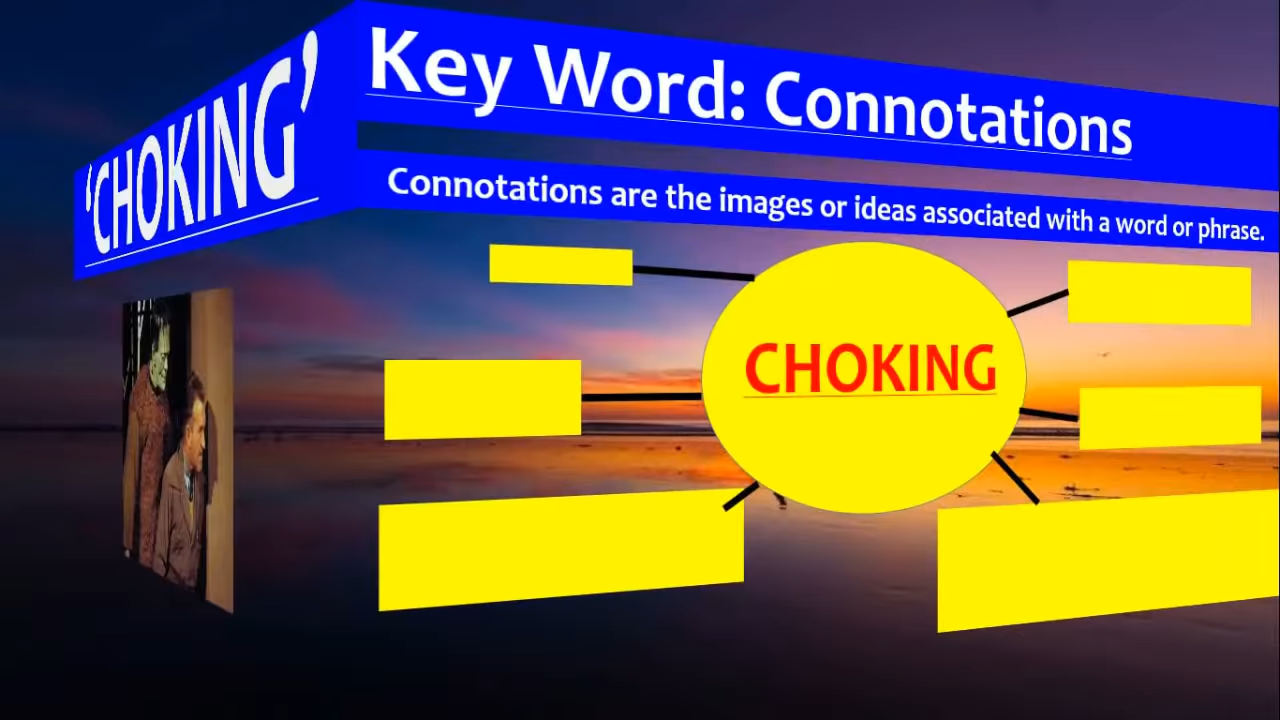 ‘CHOKING’
Key Word: Connotations
Connotations are the images or ideas associated with a word or phrase.
CHOKING